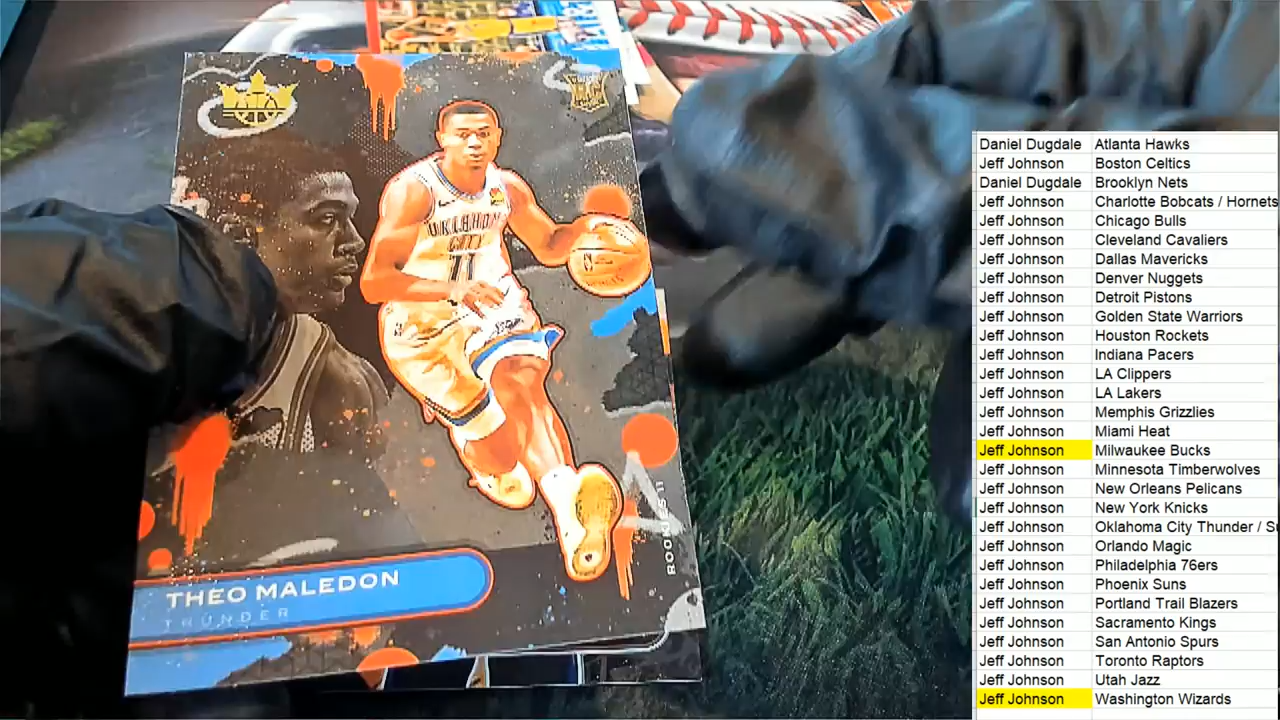 OKLAHOMA
CITY
11
ROOKIES II
THEO MALEDON
THUNDER
Daniel Dugdale Atlanta Hawks
Jeff Johnson Boston Celtics
Daniel Dugdale Brooklyn Nets
Jeff Johnson Charlotte Bobcats / Hornets
Jeff Johnson Chicago Bulls
Jeff Johnson Cleveland Cavaliers
Jeff Johnson Dallas Mavericks
Jeff Johnson Denver Nuggets
Jeff Johnson Detroit Pistons
Jeff Johnson Golden State Warriors
Jeff Johnson Houston Rockets
Jeff Johnson Indiana Pacers
Jeff Johnson LA Clippers
Jeff Johnson LA Lakers
Jeff Johnson Memphis Grizzlies
Jeff Johnson Miami Heat
Jeff Johnson Milwaukee Bucks
Jeff Johnson Minnesota Timberwolves
Jeff Johnson New Orleans Pelicans
Jeff Johnson New York Knicks
Jeff Johnson Oklahoma City Thunder / S
Jeff Johnson Orlando Magic
Jeff Johnson Philadelphia 76ers
Jeff Johnson Phoenix Suns
Jeff Johnson Portland Trail Blazers
Jeff Johnson Sacramento Kings
Jeff Johnson San Antonio Spurs
Jeff Johnson Toronto Raptors
Jeff Johnson Utah Jazz
Jeff Johnson Washington Wizards